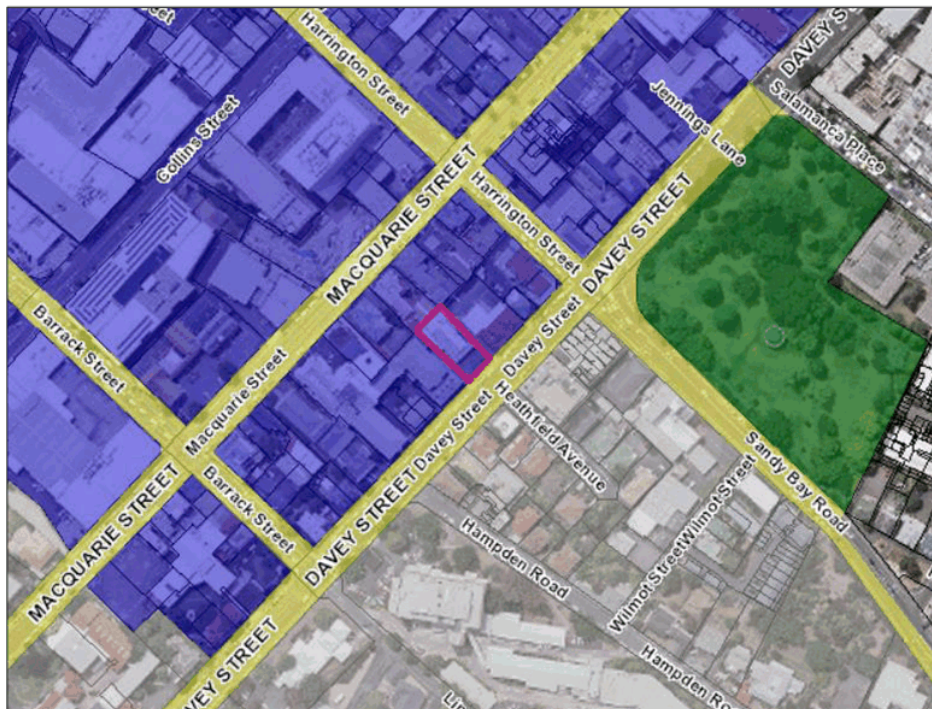 Harrington Street
DAVEY S
Collins Street
Jennings Lane
Salamanca Place
MACQUARIE STREET
Harrington Street
DAVEY STREET
Barrack Street
Davey Street
Macquarie Street
Heathfield Avenue
Davey Street
Sandy Bay Road
MACQUARIE STREET
Barrack Street
DAVEY STREET
Wilmot Street
Wilmot Street
Hampden Road
VEY STREET
Hampden Ro
Li